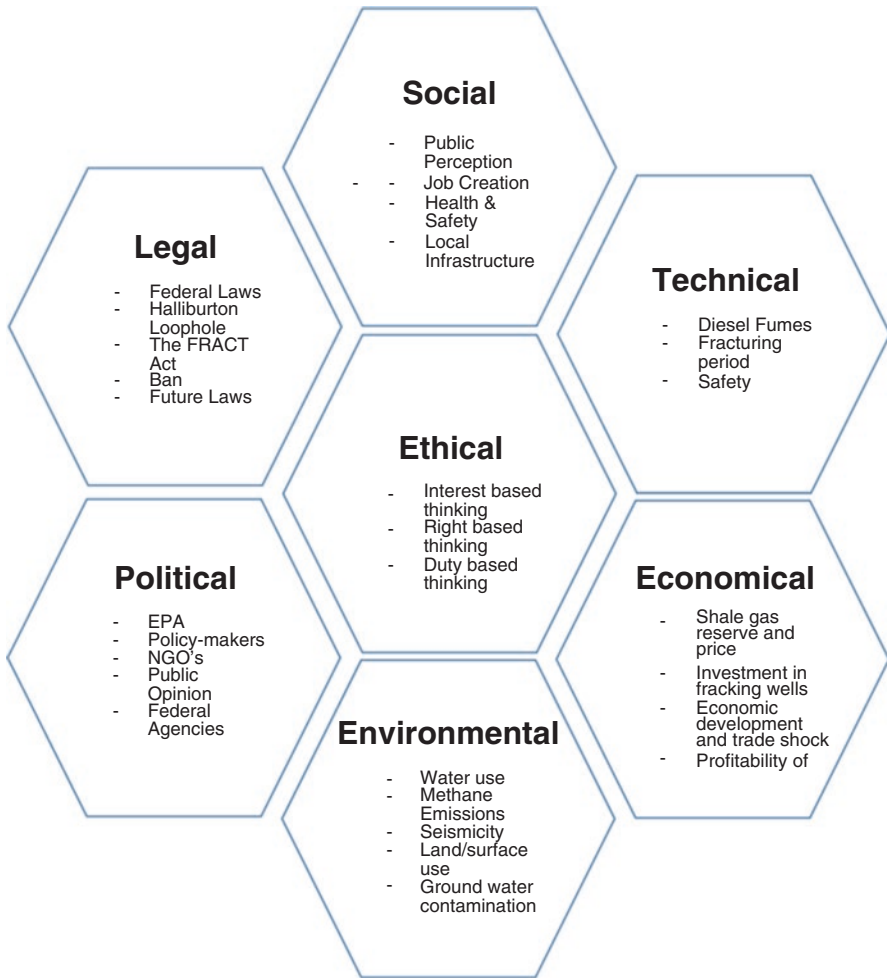 Social
- Public
Perception
- - Job Creation
- Health &
Safety
- Local
Infrastructure
Legal
- Federal Laws
- Halliburton
Loophole
- The FRACT
Act
- Ban
- Future Laws
Technical
- Diesel Fumes
- Fracturing
period
- Safety
Ethical
- Interest based
thinking
- Right based
thinking
- Duty based
thinking
Political
- EPA
- Policy-makers
- NGO's
- Public
Opinion
- Federal
Agencies
Economical
- Shale gas
reserve and
price
- Investment in
fracking wells
- Economic
development
and trade shock
- Profitability of
Environmental
- Water use
- Methane
Emissions
- Seismicity
- Land/surface
use
- Ground water
contamination